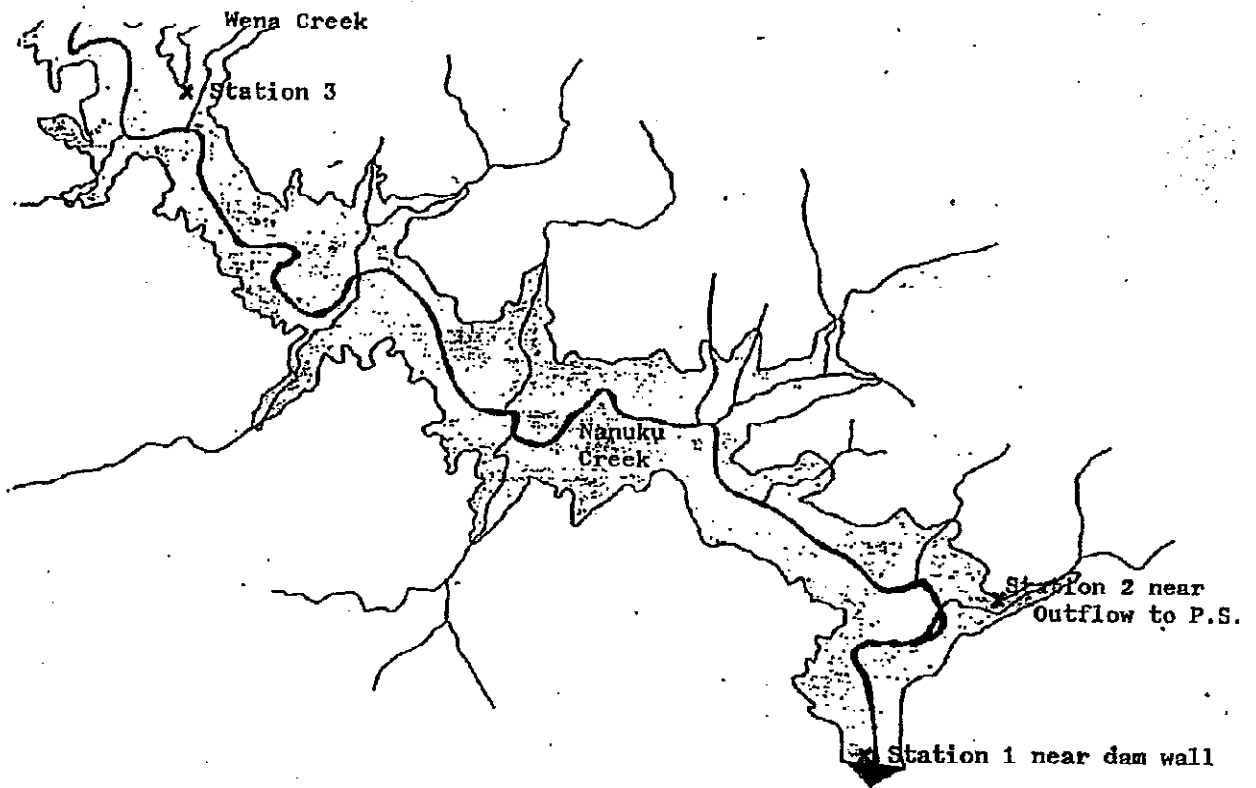 Wena Creek
Station 3
Nanuku
Creek
Station 2 near
Outflow to P.S.
Station 1 near dam wall